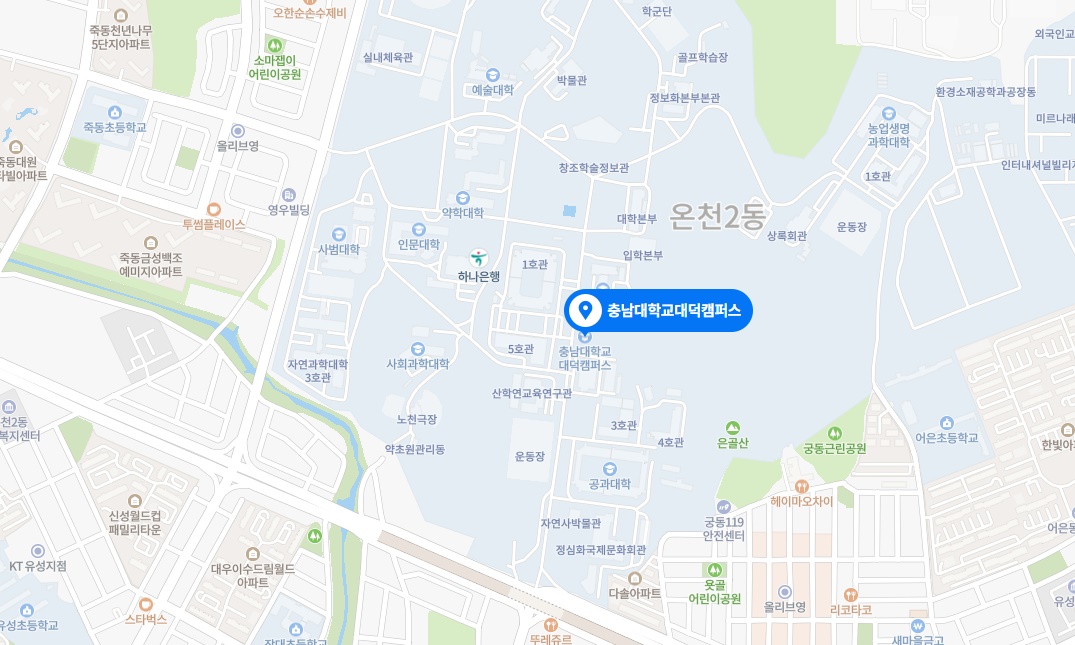 오한순손수제비
학군단
죽동천년나무
5단지아파트
실내체육관
골프학습장
외국인교
소마잽이
어린이공원
예술대학
박물관
정보화본부본관
환경소재공학과공장동
죽동초등학교
올리브영
농업생명
과학대학
미르나래
죽동대원
타빌아파트
창조학술정보관
1호관
인터내셔널빌리지
영우빌딩
투썸플레이스
약학대학
대학본부
온천2동
상록회관
운동장
사범대학
인문대학
입학본부
죽동금성백조
예미지아파트
하나은행
1호관
충남대학교대덕캠퍼스
5호관
충남대학교
대덕캠퍼스
자연과학대학
3호관
사회과학대학
산학연교육연구관
천2동
복지센터
노천극장
3호관
4호관
은골산
궁동근린공원
어은초등학교
한빛아
약초원관리동
운동장
공과대학
헤이마오차이
신성월드컵
패밀리타운
자연사박물관
궁동119
안전센터
어은동
KT유성지점
대우이수드림월드
아파트
정심화국제문화회관
다솔아파트
욧골
어린이공원
올리브영
리코타코
유성
스타벅스
유성초등학교
장대초등학교
뚜레쥬르
새마을금고